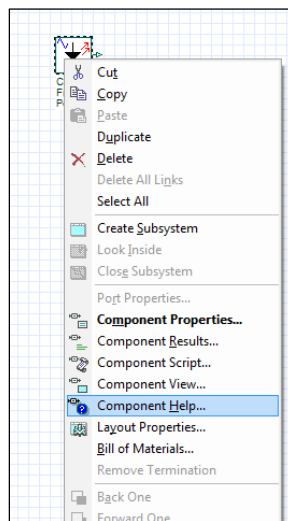 C
F
P
Cut
Copy
Paste
Duplicate
Delete
Delete All Links
Select All
Create Subsystem
Look Inside
Close Subsystem
Port Properties...
Component Properties...
Component Results...
Component Script...
Component View...
Component Help...
Layout Properties...
Bill of Materials...
Remove Termination
Back One
Forward One